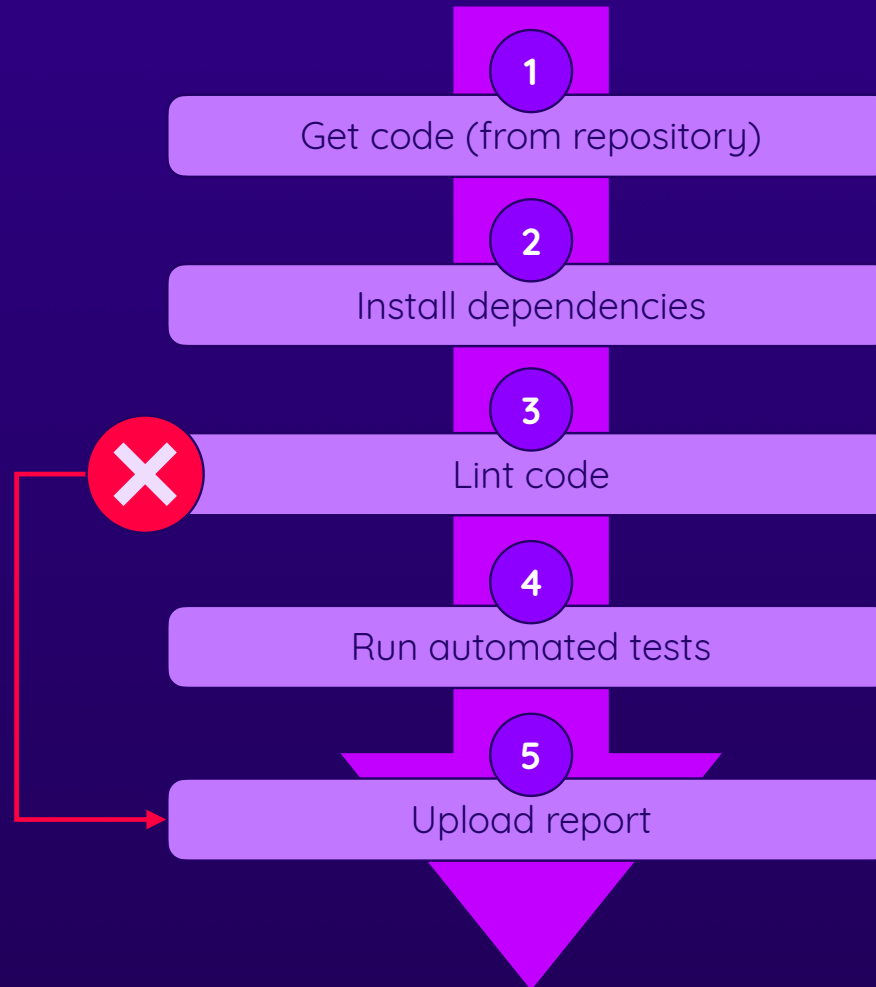 1
Get code (from repository)
2
Install dependencies
3
Lint code
4
Run automated tests
5
Upload report